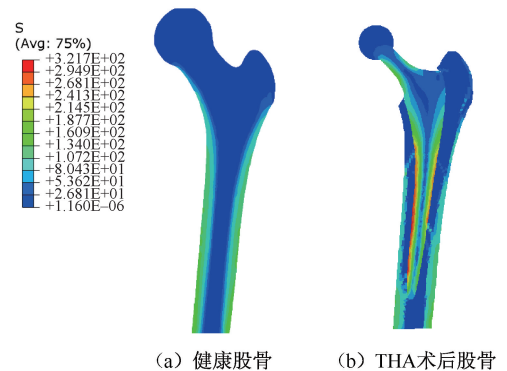 S
(Avg: 75%)
+3.217E+02
+2.949E+02
+2.681E+02
+2.413E+02
+2.145E+02
+1.877E+02
+1.609E+02
+1.340E+02
+1.072E+02
+8.043E+01
+5.362E+01
+2.681E+01
+1.160E−06
（a）健康股骨
（b）THA术后股骨